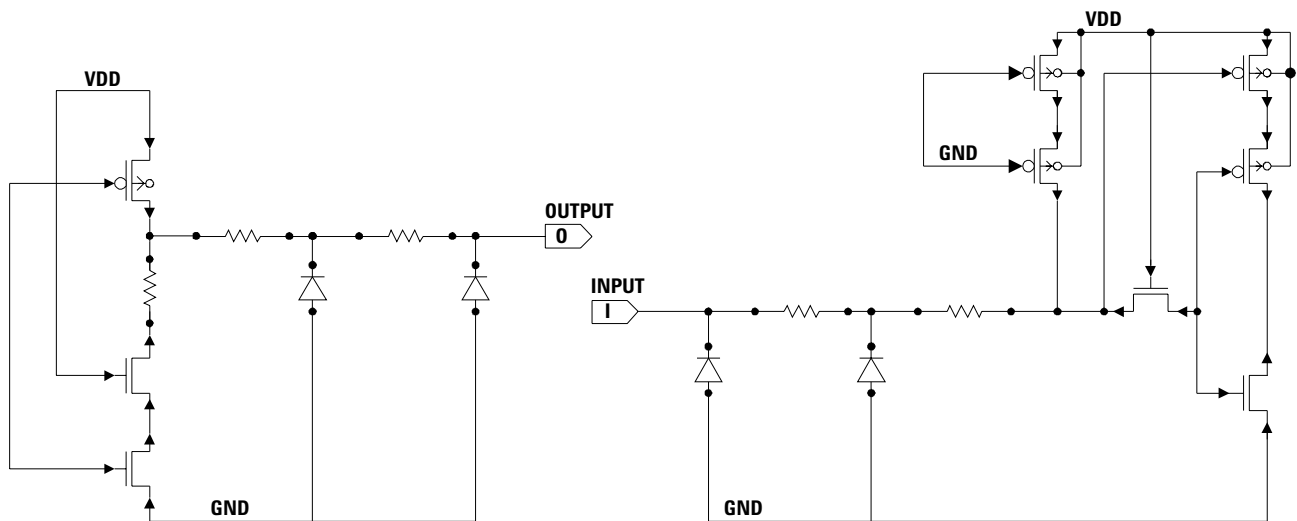 VDD
GND
OUTPUT
O
VDD
GND
INPUT
I
GND